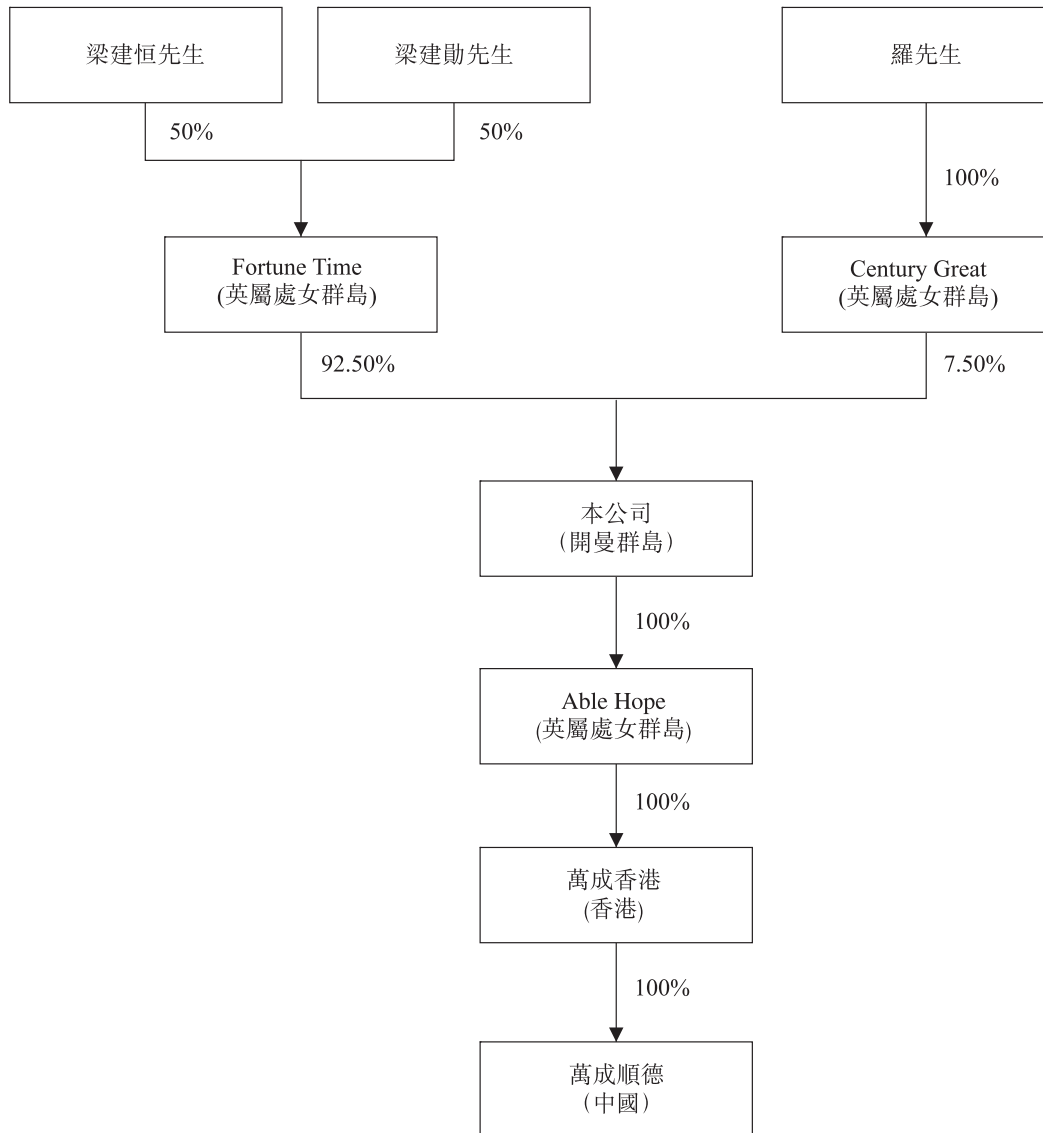 梁建恒先生
梁建勛先生
羅先生
50%
50%
100%
Fortune Time
(英屬處女群島)
Century Great
(英屬處女群島)
92.50%
7.50%
本公司
（開曼群島）
100%
Able Hope
(英屬處女群島)
100%
萬成香港
(香港)
100%
萬成順德
（中國）